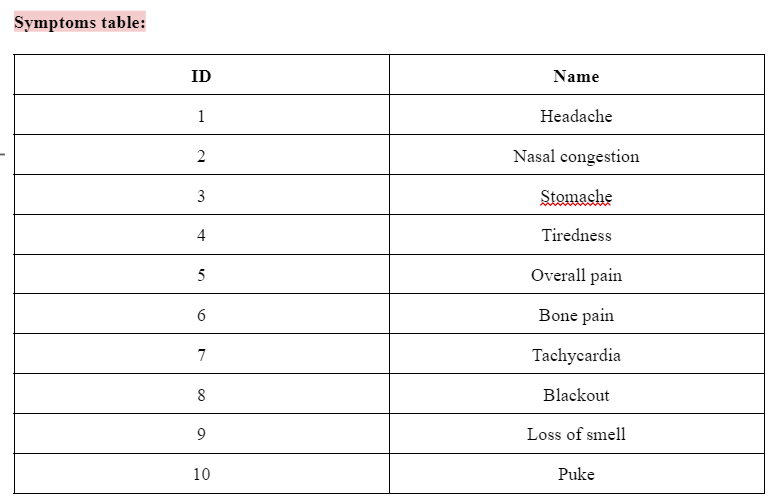 Symptoms table:
ID Name
1 Headache
2 Nasal congestion
3 Stomache
4 Tiredness
5 Overall pain
6 Bone pain
7 Tachycardia
8 Blackout
9 Loss of smell
10 Puke